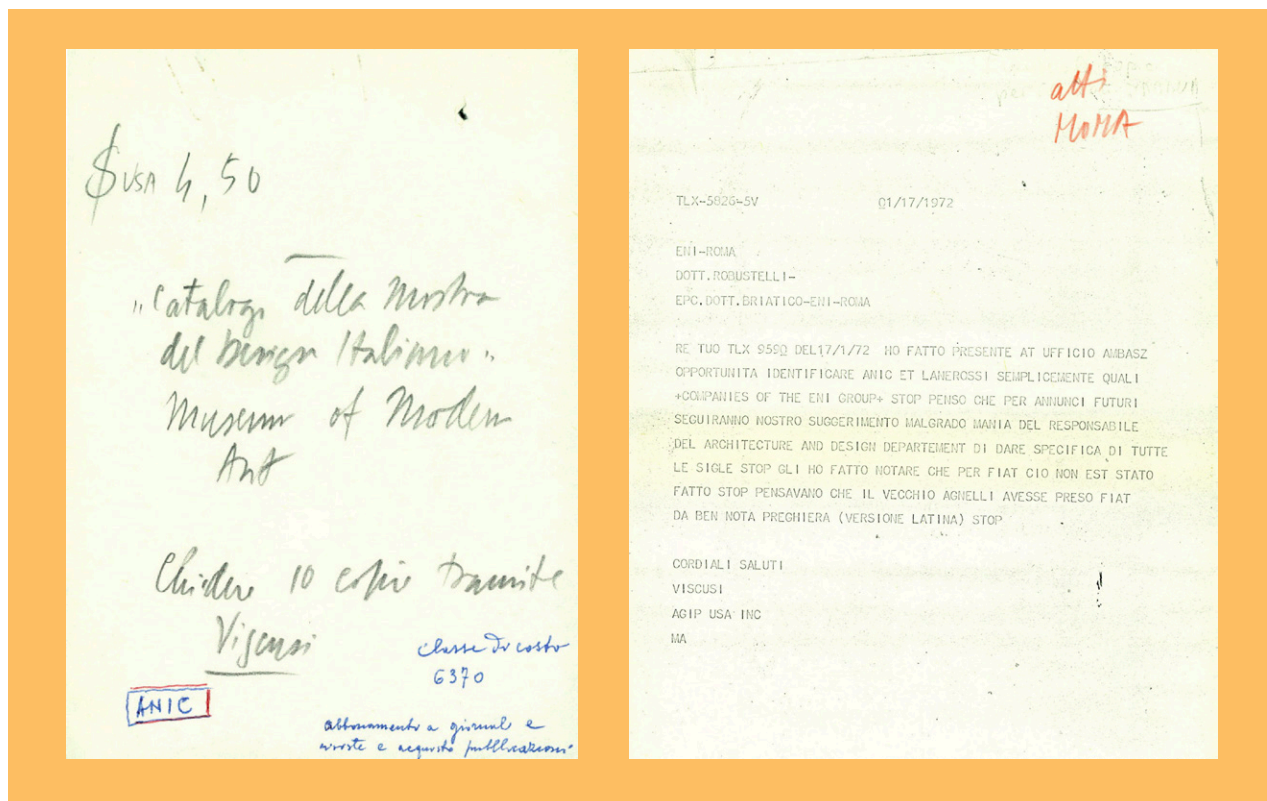 $ USA 4,50
"Cataloghi della Mostra
del Design Italiano"
Museum of Modern
Art
Chiedere 10 copie tramite
Viscusi
classe di costo
6370
ANIC
abbonamento a giornali e
riviste e acquisto pubblicazioni
atti
MOMA
TLX-5826-5V 01/17/1972
ENI-ROMA
DOTT.ROBUSTELLI-
EPC.DOTT.BRIATICO-ENI-ROMA
RE TUO TLX 9590 DEL17/1/72 HO FATTO PRESENTE AT UFFICIO AMBASZ
OPPORTUNITA IDENTIFICARE ANIC ET LANEROSSI SEMPLICEMENTE QUALI
+COMPANIES OF THE ENI GROUP+ STOP PENSO CHE PER ANNUNCI FUTURI
SEGUIRANNO NOSTRO SUGGERIMENTO MALGRADO MANIA DEL RESPONSABILE
DEL ARCHITECTURE AND DESIGN DEPARTEMENT DI DARE SPECIFICA DI TUTTE
LE SIGLE STOP GLI HO FATTO NOTARE CHE PER FIAT CIO NON EST STATO
FATTO STOP PENSAVANO CHE IL VECCHIO AGNELLI AVESSE PRESO FIAT
DA BEN NOTA PREGHIERA (VERSIONE LATINA) STOP
CORDIALI SALUTI
VISCUSI
AGIP USA INC
MA